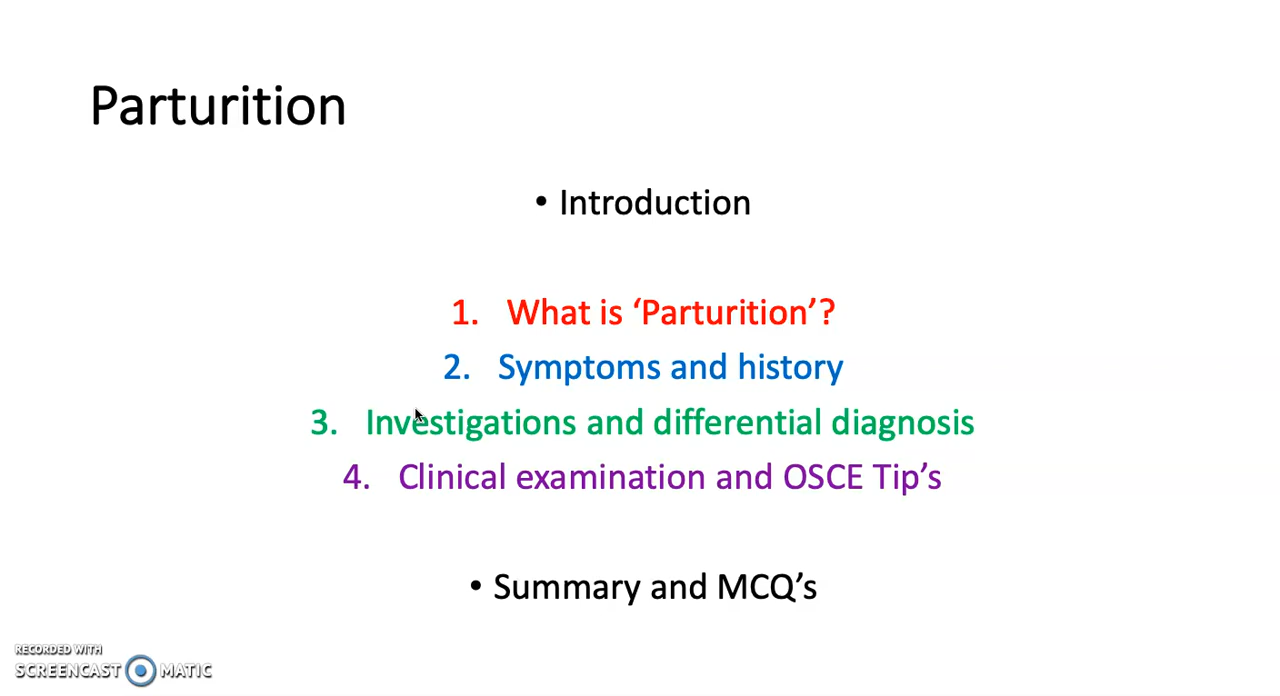 Parturition
• Introduction
1. What is ‘Parturition’?
2. Symptoms and history
3. Investigations and differential diagnosis
4. Clinical examination and OSCE Tip’s
• Summary and MCQ’s
RECORDED WITH
SCREENCAST MATIC